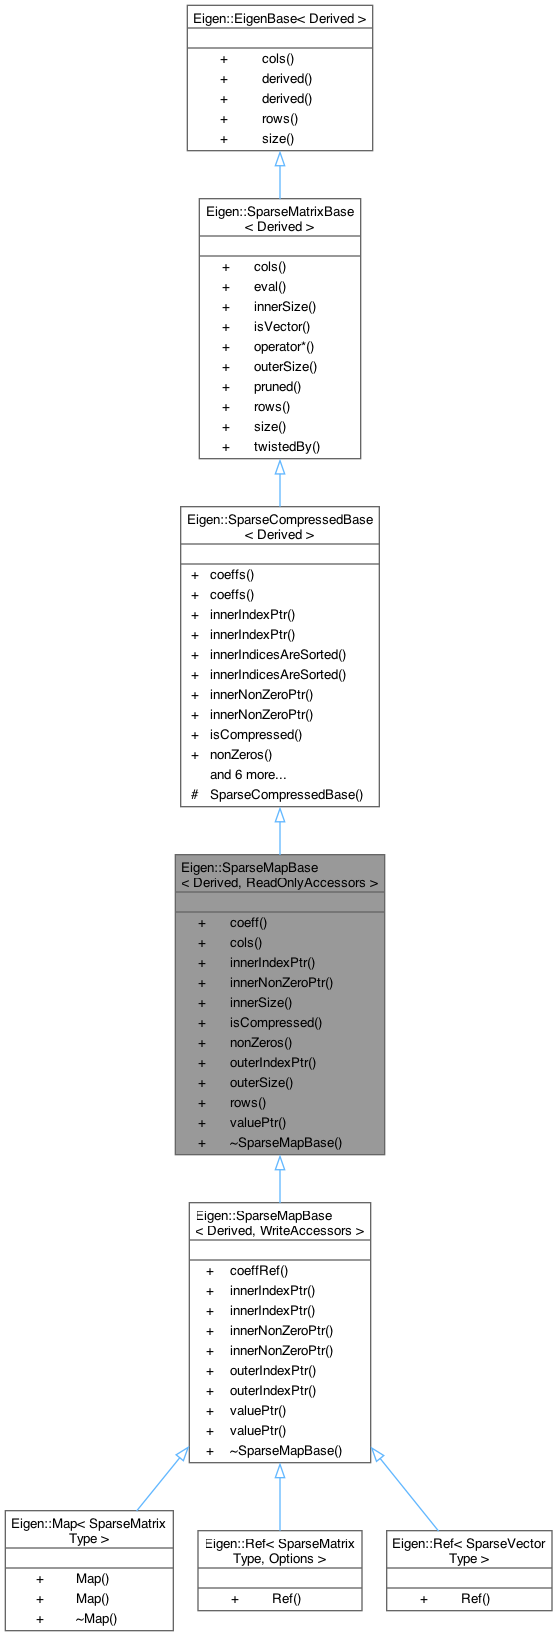 Eigen::EigenBase< Derived >
+ cols()
+ derived()
+ derived()
+ rows()
+ size()
Eigen::SparseMatrixBase
< Derived >
+ cols()
+ eval()
+ innerSize()
+ isVector()
+ operator*()
+ outerSize()
+ pruned()
+ rows()
+ size()
+ twistedBy()
Eigen::SparseCompressedBase
< Derived >
+ coeffs()
+ coeffs()
+ innerIndexPtr()
+ innerIndexPtr()
+ innerIndicesAreSorted()
+ innerIndicesAreSorted()
+ innerNonZeroPtr()
+ innerNonZeroPtr()
+ isCompressed()
+ nonZeros()
and 6 more...
# SparseCompressedBase()
Eigen::SparseMapBase
< Derived, ReadOnlyAccessors >
+ coeff()
+ cols()
+ innerIndexPtr()
+ innerNonZeroPtr()
+ innerSize()
+ isCompressed()
+ nonZeros()
+ outerIndexPtr()
+ outerSize()
+ rows()
+ valuePtr()
+ ~SparseMapBase()
Eigen::SparseMapBase
< Derived, WriteAccessors >
+ coeffRef()
+ innerIndexPtr()
+ innerIndexPtr()
+ innerNonZeroPtr()
+ innerNonZeroPtr()
+ outerIndexPtr()
+ outerIndexPtr()
+ valuePtr()
+ valuePtr()
+ ~SparseMapBase()
Eigen::Map< SparseMatrix
Type >
+ Map()
+ Map()
+ ~Map()
Eigen::Ref< SparseMatrix
Type, Options >
+ Ref()
Eigen::Ref< SparseVector
Type >
+ Ref()